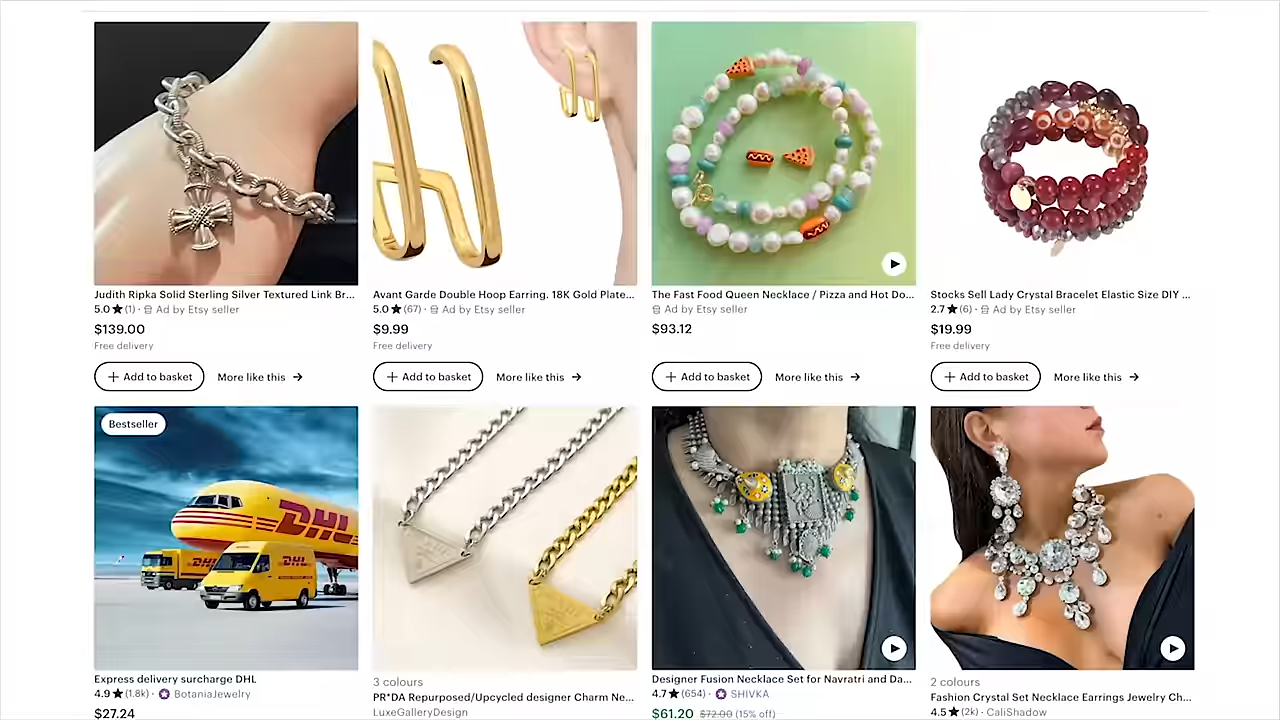 Judith Ripka Solid Sterling Silver Textured Link Br...
5.0 ★ (1) · Ad by Etsy seller
$139.00
Free delivery
+ Add to basket
More like this →
Avant Garde Double Hoop Earring. 18K Gold Plate...
5.0 ★ (67) · Ad by Etsy seller
$9.99
Free delivery
+ Add to basket
More like this →
The Fast Food Queen Necklace / Pizza and Hot Do...
Ad by Etsy seller
$93.12
+ Add to basket
More like this →
Stocks Sell Lady Crystal Bracelet Elastic Size DIY ...
2.7 ★ (6) · Ad by Etsy seller
$19.99
Free delivery
+ Add to basket
More like this →
Bestseller
DHL
DHL
DHL
Express delivery surcharge DHL
4.9 ★ (1.8k) · BotaniaJewelry
$27.24
3 colours
PR*DA Repurposed/Upcycled designer Charm Ne...
LuxeGalleryDesign
Designer Fusion Necklace Set for Navratri and Da...
4.7 ★ (654) · SHIVKA
$61.20 $72.00 (15% off)
2 colours
Fashion Crystal Set Necklace Earrings Jewelry Ch...
4.5 ★ (2k) · CaliShadow